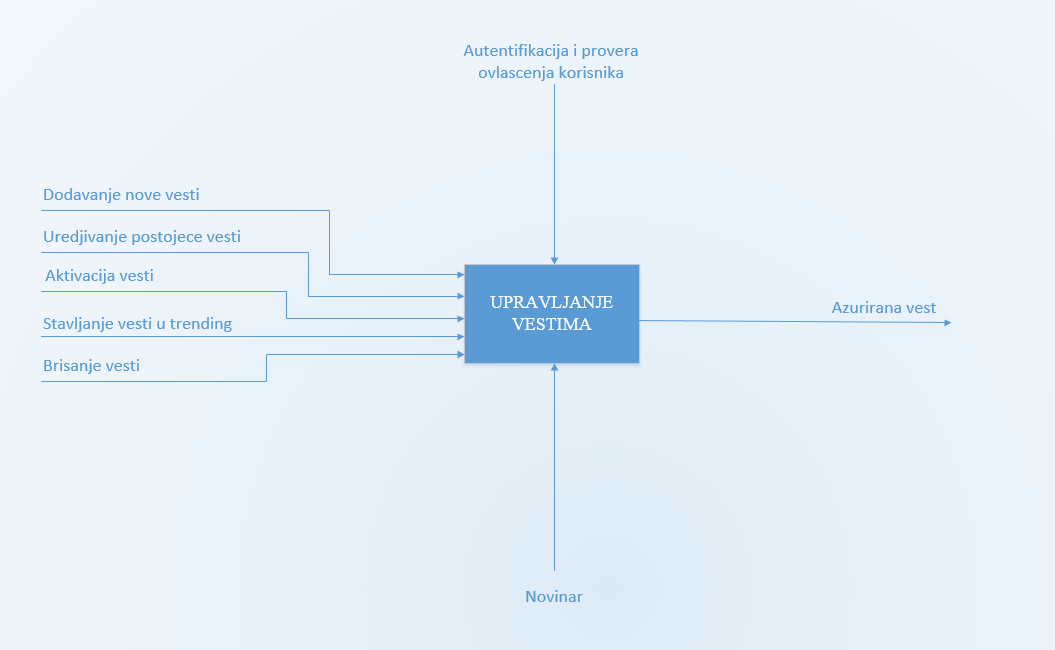 Autentifikacija i provera
ovlascenja korisnika
Dodavanje nove vesti
Uredjivanje postojece vesti
Aktivacija vesti
Stavljanje vesti u trending
Brisanje vesti
UPRAVLJANJE
VESTIMA
Azurirana vest
Novinar